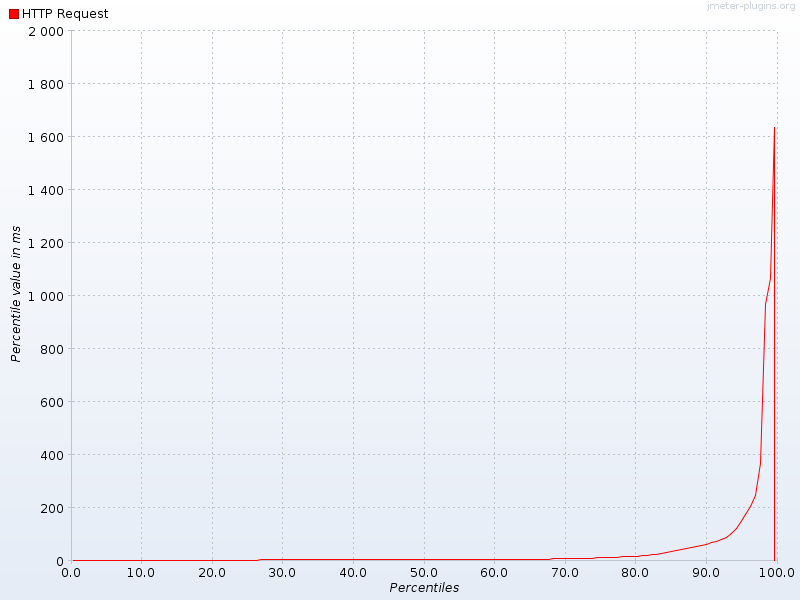 jmeter-plugins.org
HTTP Request
2 000
1 800
1 600
1 400
1 200
1 000
800
600
400
200
0
Percentile value in ms
0.0 10.0 20.0 30.0 40.0 50.0 60.0 70.0 80.0 90.0 100.0
Percentiles